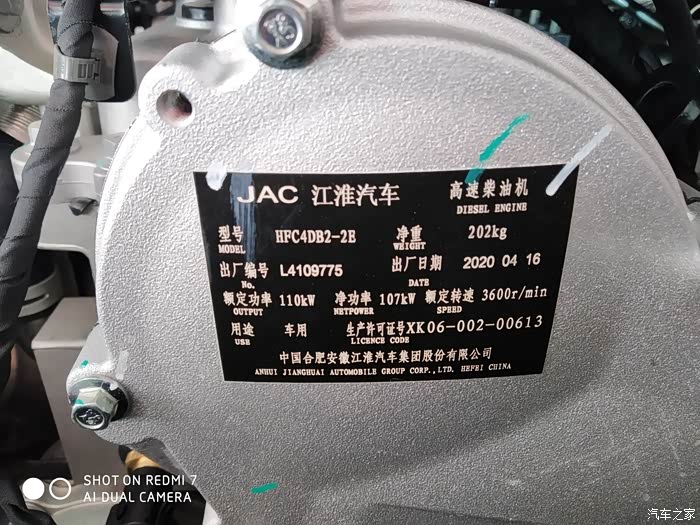 JAC 江淮汽车 高速柴油机
DIESEL ENGINE
型号 HFC4DB2-2E 净重 202kg
MODEL WEIGHT
出厂编号 L4109775 出厂日期 2020 04 16
No. DATE
额定功率 110kW 净功率 107kW 额定转速 3600r/min
OUTPUT NETPOWER SPEED
用途 车用 生产许可证号XK06-002-00613
USE LICENCE CODE
中国合肥安徽江淮汽车集团股份有限公司
ANHUI JIANGHUAI AUTOMOBILE GROUP CORP.,LTD. HEFEI CHINA
SHOT ON REDMI 7
AI DUAL CAMERA
汽车之家